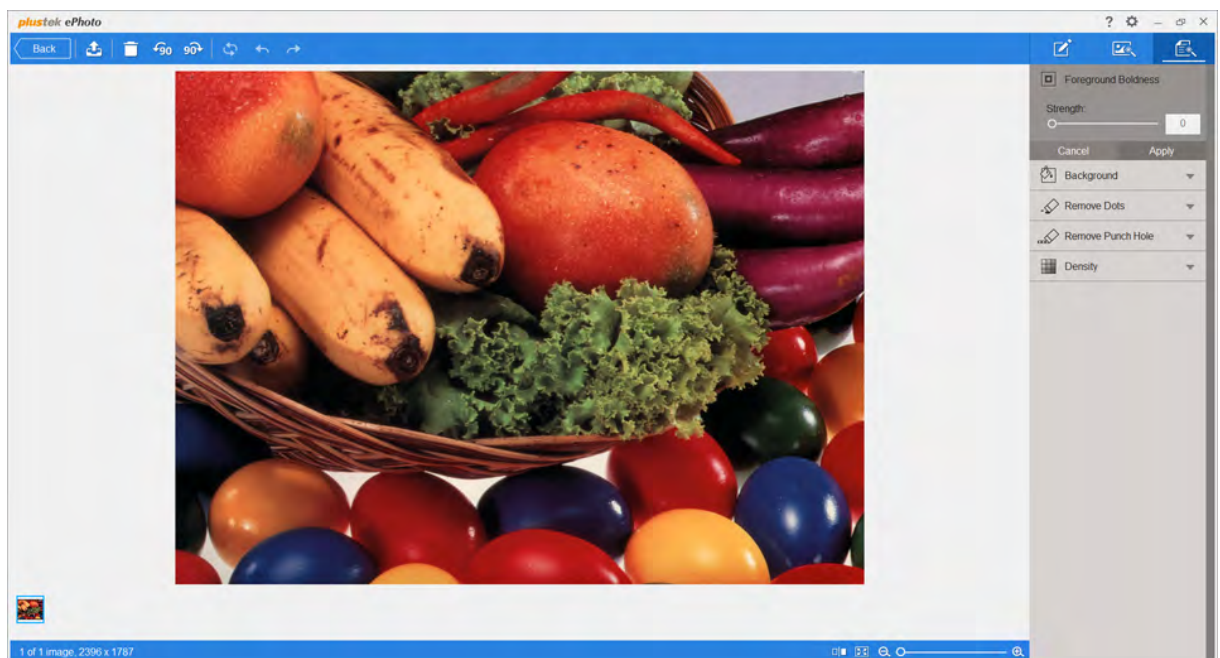 plustek ePhoto
?
Back
90 90
Foreground Boldness
Strength:
0
Cancel Apply
Background
Remove Dots
Remove Punch Hole
Density
1 of 1 image, 2396 x 1787